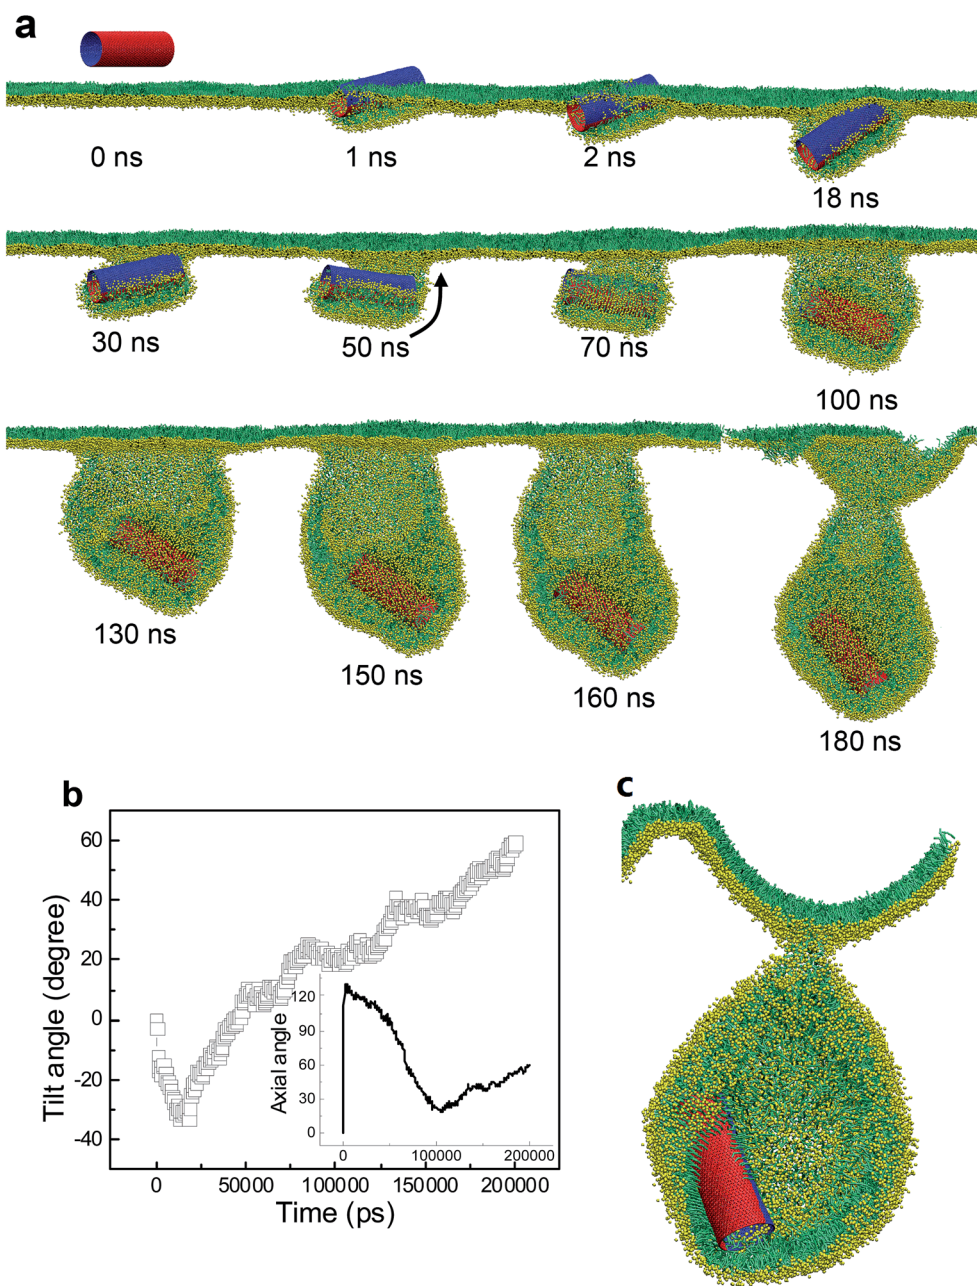 a
0 ns
1 ns
2 ns
18 ns
30 ns
50 ns
70 ns
100 ns
130 ns
150 ns
160 ns
180 ns
b
60
40
20
0
-20
-40
Tilt angle (degree)
0
50000
100000
150000
200000
Time (ps)
120
90
60
30
0
Axial angle
0
100000
200000
c